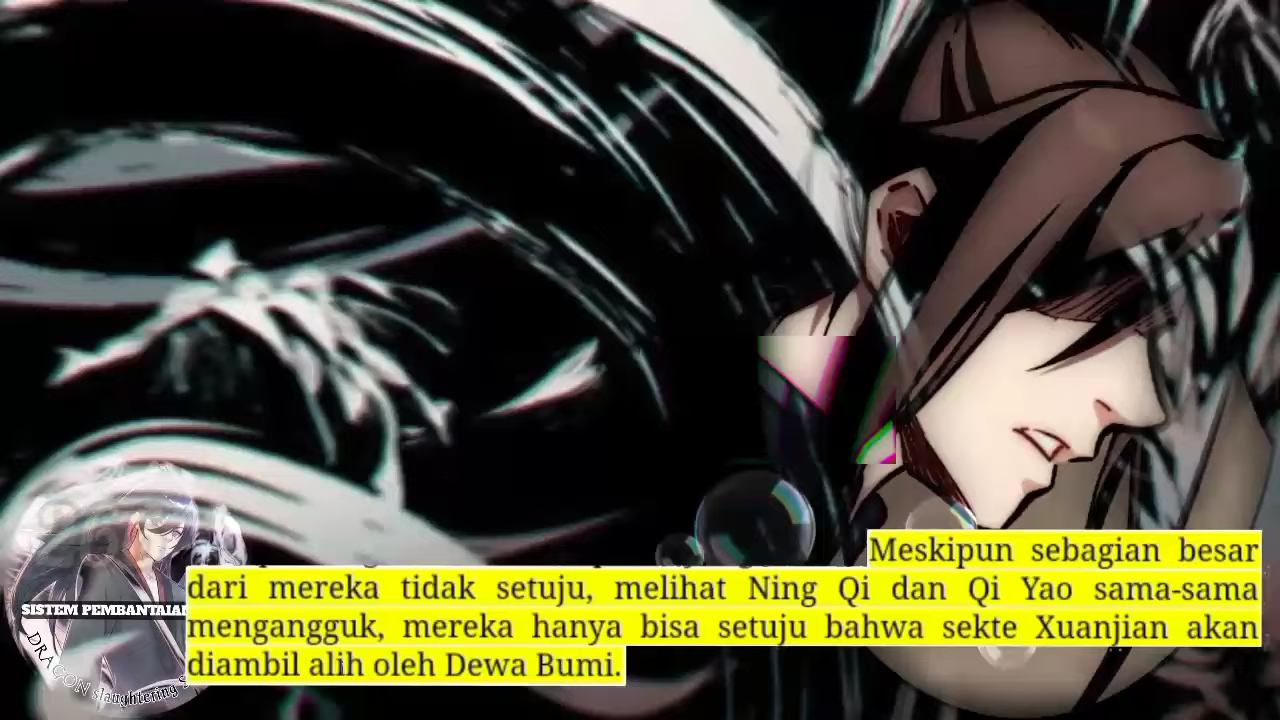 Meskipun sebagian besar
dari mereka tidak setuju, melihat Ning Qi dan Qi Yao sama-sama
mengangguk, mereka hanya bisa setuju bahwa sekte Xuanjian akan
diambil alih oleh Dewa Bumi.
SISTEM PEMBANTAIAN
DRAGON slaughtering